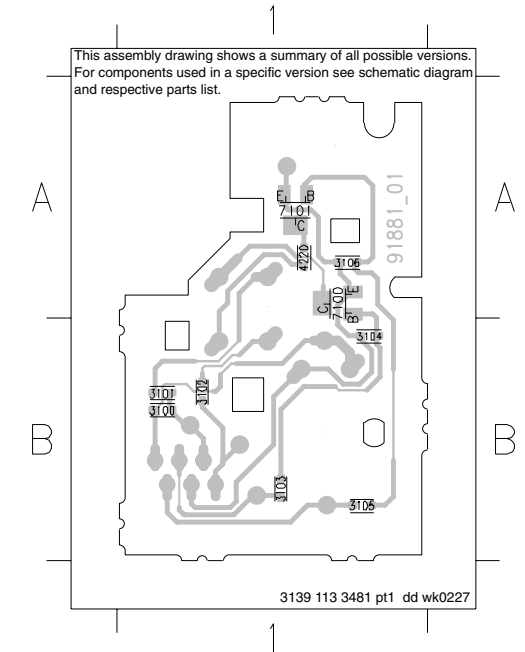 1
This assembly drawing shows a summary of all possible versions.
For components used in a specific version see schematic diagram
and respective parts list.
A
A
E
B
7101
C
91881_01
4220
3106
E
7100
C
B
3104
3101
3102
3100
B
B
3103
3105
3139 113 3481 pt1 dd wk0227
1